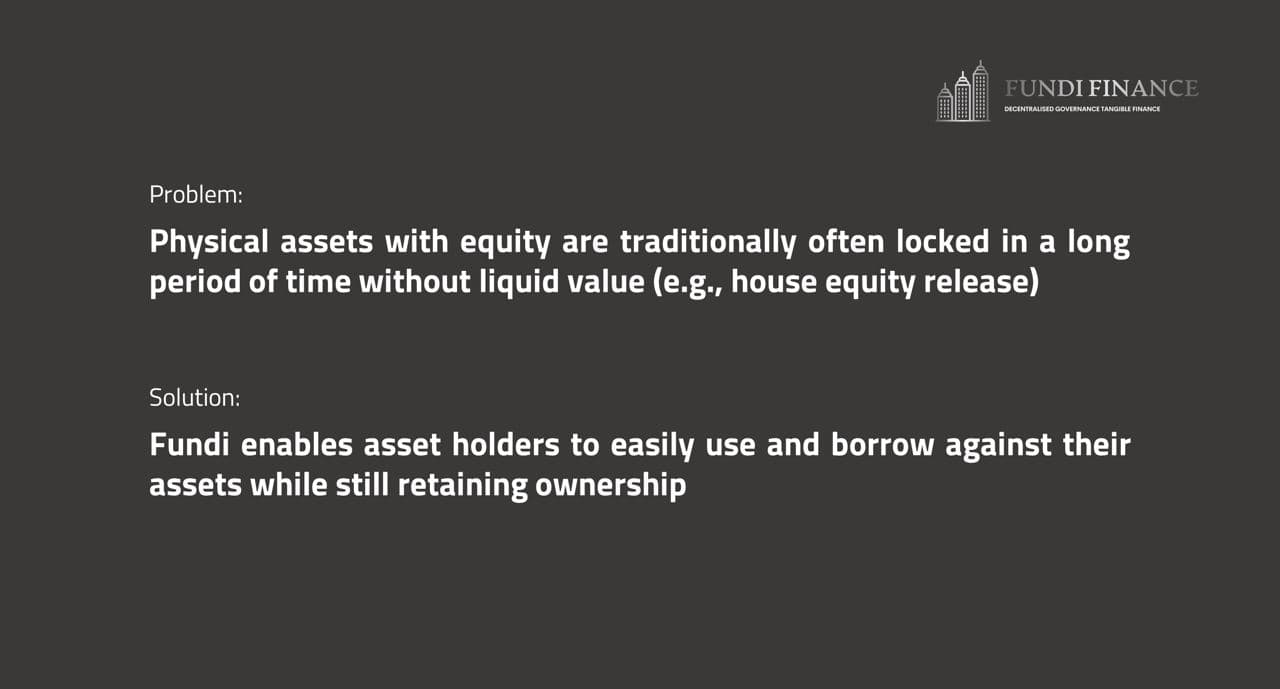 FUNDI FINANCE
DECENTRALISED GOVERNANCE TANGIBLE FINANCE
Problem:
Physical assets with equity are traditionally often locked in a long
period of time without liquid value (e.g., house equity release)
Solution:
Fundi enables asset holders to easily use and borrow against their
assets while still retaining ownership